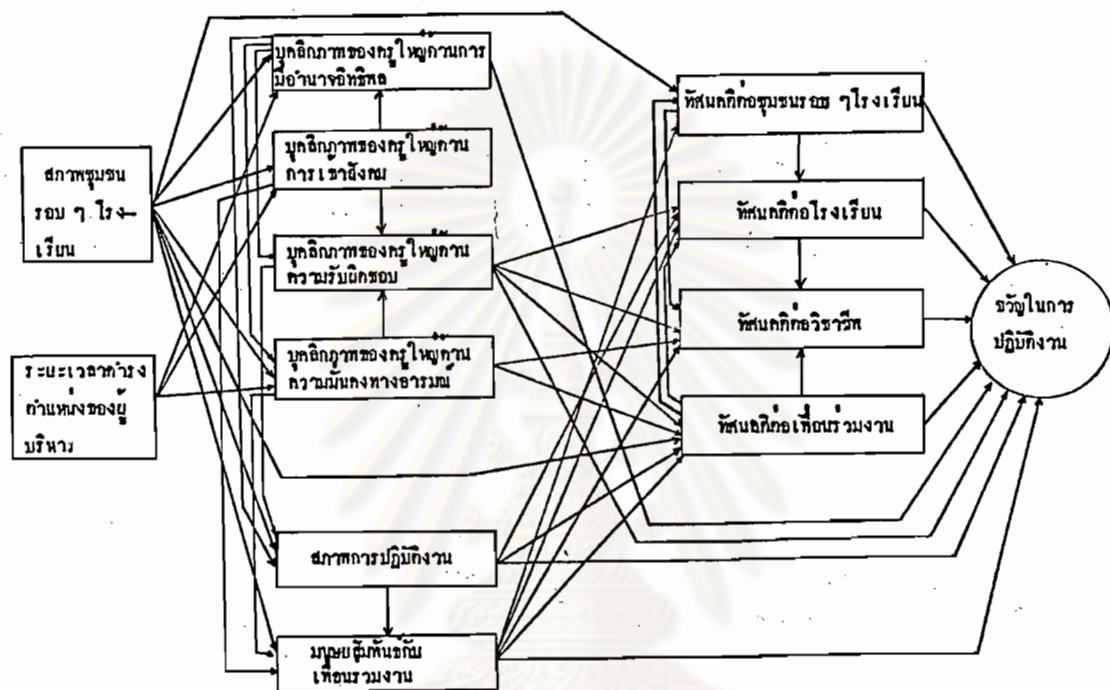 สภาพชุมชน
รอบ ๆ โรง-
เรียน
ระยะเวลาดำรง
ตำแหน่งของผู้
บริหาร
บุคลิกภาพของครูใหญ่ด้านการ
มีอำนาจอิทธิพล
บุคลิกภาพของครูใหญ่ด้าน
การเข้าสังคม
บุคลิกภาพของครูใหญ่ด้าน
ความรับผิดชอบ
บุคลิกภาพของครูใหญ่ด้าน
ความมั่นคงทางอารมณ์
สภาพการปฏิบัติงาน
มนุษยสัมพันธ์กับ
เพื่อนร่วมงาน
ทัศนคติต่อชุมชนรอบ ๆ โรงเรียน
ทัศนคติต่อโรงเรียน
ทัศนคติต่อวิชาชีพ
ทัศนคติต่อเพื่อนร่วมงาน
ขวัญในการ
ปฏิบัติงาน